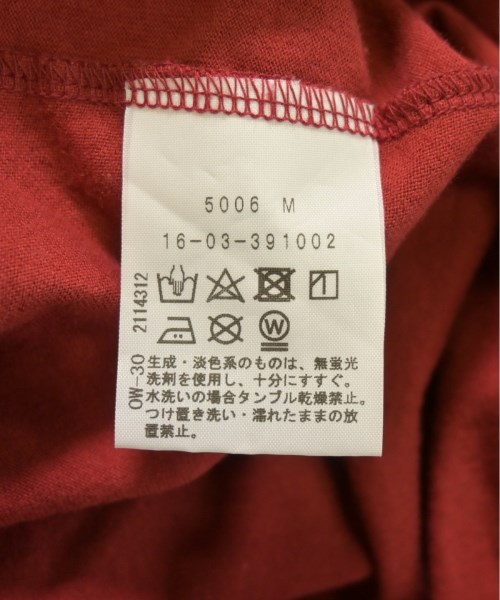 5006 M
16-03-391002
2114312
W
OW-30
生成・淡色系のものは、無蛍光
洗剤を使用し、十分にすすぐ。
水洗いの場合タンブル乾燥禁止。
つけ置き洗い・濡れたままの放
置禁止。